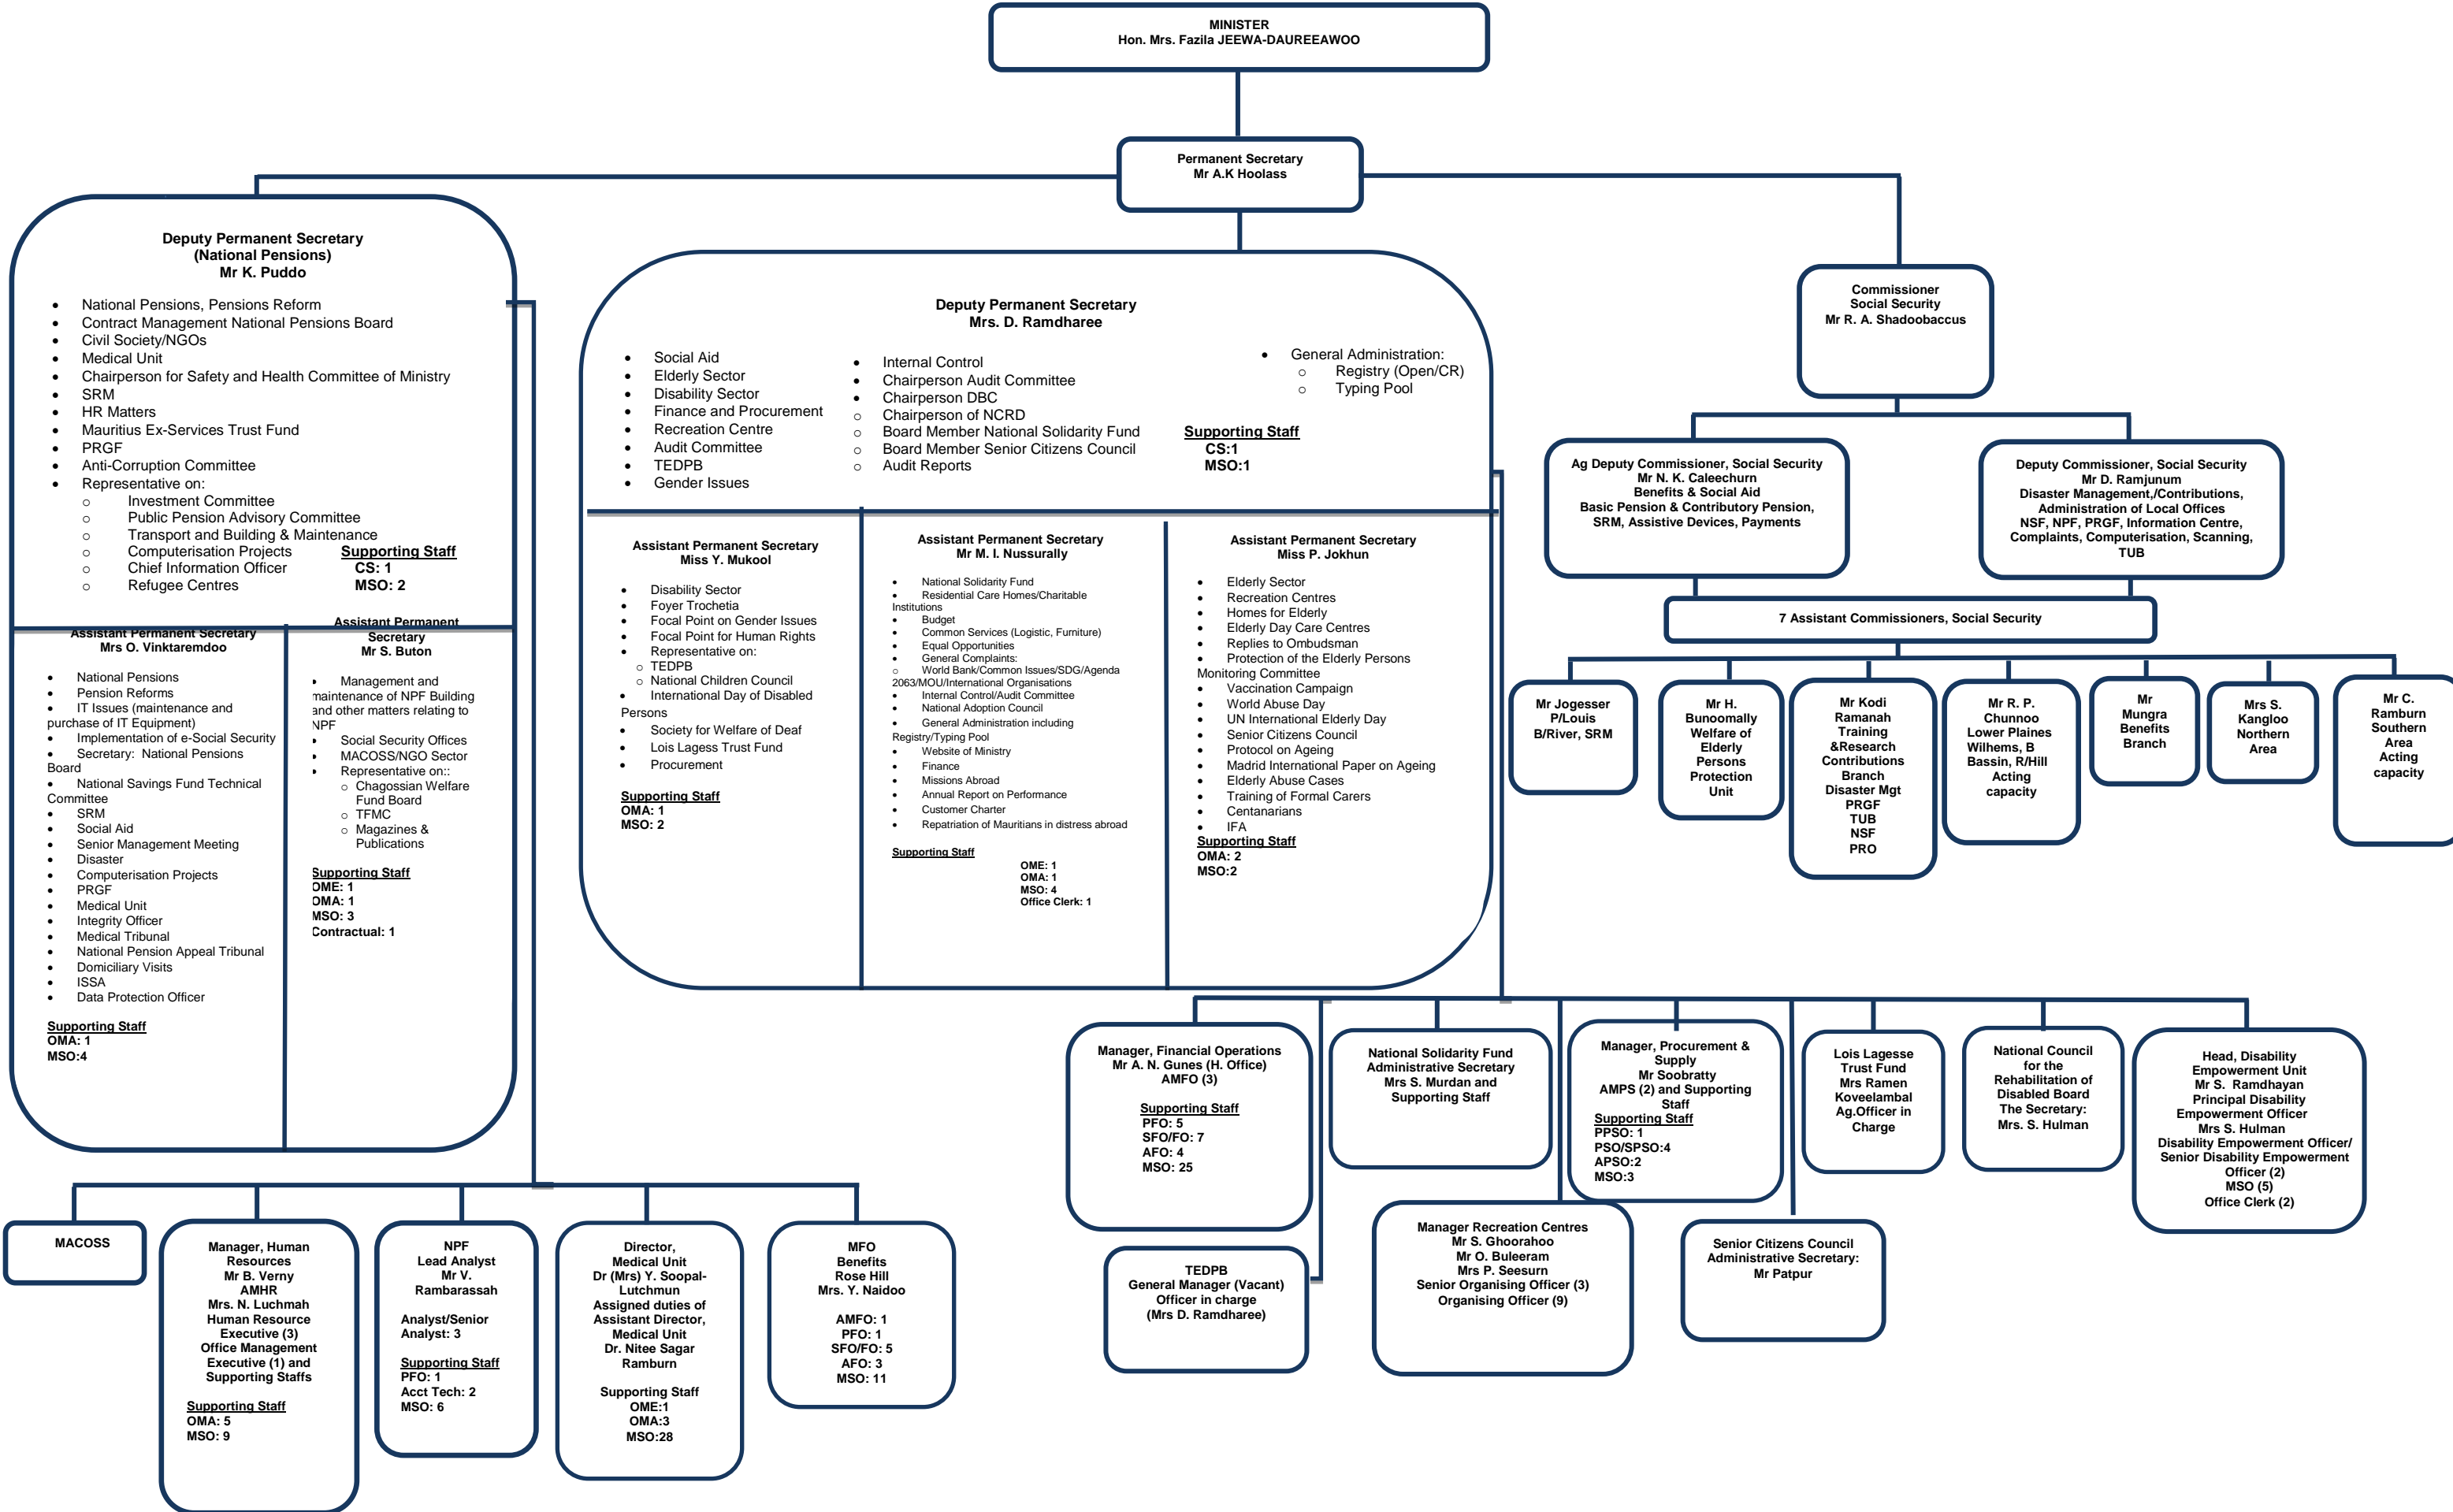 MINISTER
Hon. Mrs. Fazila JEEWA-DAUREEAWOO
Permanent Secretary
Mr A.K Hoolass
Deputy Permanent Secretary
(National Pensions)
Mr K. Puddo
• National Pensions, Pensions Reform
• Contract Management National Pensions Board
• Civil Society/NGOs
• Medical Unit
• Chairperson for Safety and Health Committee of Ministry
• SRM
• HR Matters
• Mauritius Ex-Services Trust Fund
• PRGF
• Anti-Corruption Committee
• Representative on:
o Investment Committee
o Public Pension Advisory Committee
o Transport and Building & Maintenance
o Computerisation Projects
o Chief Information Officer
o Refugee Centres
Supporting Staff
CS: 1
MSO: 2
Assistant Permanent Secretary
Mrs O. Vinktaremdoo
• National Pensions
• Pension Reforms
• IT Issues (maintenance and
purchase of IT Equipment)
• Implementation of e-Social Security
• Secretary: National Pensions
Board
• National Savings Fund Technical
Committee
• SRM
• Social Aid
• Senior Management Meeting
• Disaster
• Computerisation Projects
• PRGF
• Medical Unit
• Integrity Officer
• Medical Tribunal
• National Pension Appeal Tribunal
• Domiciliary Visits
• ISSA
• Data Protection Officer
Supporting Staff
OMA: 1
MSO:4
Assistant Permanent
Secretary
Mr S. Buton
• Management and
maintenance of NPF Building
and other matters relating to
NPF
• Social Security Offices
• MACOSS/NGO Sector
• Representative on::
o Chagossian Welfare
Fund Board
o TFMC
o Magazines &
Publications
Supporting Staff
OME: 1
OMA: 1
MSO: 3
Contractual: 1
Deputy Permanent Secretary
Mrs. D. Ramdharee
• Social Aid
• Elderly Sector
• Disability Sector
• Finance and Procurement
• Recreation Centre
• Audit Committee
• TEDPB
• Gender Issues
• Internal Control
• Chairperson Audit Committee
• Chairperson DBC
o Chairperson of NCRD
o Board Member National Solidarity Fund
o Board Member Senior Citizens Council
o Audit Reports
• General Administration:
o Registry (Open/CR)
o Typing Pool
Supporting Staff
CS:1
MSO:1
Assistant Permanent Secretary
Miss Y. Mukool
• Disability Sector
• Foyer Trochetia
• Focal Point on Gender Issues
• Focal Point for Human Rights
• Representative on:
o TEDPB
o National Children Council
• International Day of Disabled
Persons
• Society for Welfare of Deaf
• Lois Lagess Trust Fund
• Procurement
Supporting Staff
OMA: 1
MSO: 2
Assistant Permanent Secretary
Mr M. I. Nussurally
• National Solidarity Fund
• Residential Care Homes/Charitable
Institutions
• Budget
• Common Services (Logistic, Furniture)
• Equal Opportunities
• General Complaints:
o World Bank/Common Issues/SDG/Agenda
2063/MOU/International Organisations
• Internal Control/Audit Committee
• National Adoption Council
• General Administration including
Registry/Typing Pool
• Website of Ministry
• Finance
• Missions Abroad
• Annual Report on Performance
• Customer Charter
• Repatriation of Mauritians in distress abroad
Supporting Staff
OME: 1
OMA: 1
MSO: 4
Office Clerk: 1
Assistant Permanent Secretary
Miss P. Jokhun
• Elderly Sector
• Recreation Centres
• Homes for Elderly
• Elderly Day Care Centres
• Replies to Ombudsman
• Protection of the Elderly Persons
Monitoring Committee
• Vaccination Campaign
• World Abuse Day
• UN International Elderly Day
• Senior Citizens Council
• Protocol on Ageing
• Madrid International Paper on Ageing
• Elderly Abuse Cases
• Training of Formal Carers
• Centanarians
• IFA
Supporting Staff
OMA: 2
MSO:2
Commissioner
Social Security
Mr R. A. Shadoobaccus
Ag Deputy Commissioner, Social Security
Mr N. K. Caleechurn
Benefits & Social Aid
Basic Pension & Contributory Pension,
SRM, Assistive Devices, Payments
Deputy Commissioner, Social Security
Mr D. Ramjunum
Disaster Management,/Contributions,
Administration of Local Offices
NSF, NPF, PRGF, Information Centre,
Complaints, Computerisation, Scanning,
TUB
7 Assistant Commissioners, Social Security
Mr Jogesser
P/Louis
B/River, SRM
Mr H.
Bunoomally
Welfare of
Elderly
Persons
Protection
Unit
Mr Kodi
Ramanah
Training
&Research
Contributions
Branch
Disaster Mgt
PRGF
TUB
NSF
PRO
Mr R. P.
Chunnoo
Lower Plaines
Wilhems, B
Bassin, R/Hill
Acting
capacity
Mr
Mungra
Benefits
Branch
Mrs S.
Kangloo
Northern
Area
Mr C.
Ramburn
Southern
Area
Acting
capacity
MACOSS
Manager, Human
Resources
Mr B. Verny
AMHR
Mrs. N. Luchmah
Human Resource
Executive (3)
Office Management
Executive (1) and
Supporting Staffs
Supporting Staff
OMA: 5
MSO: 9
NPF
Lead Analyst
Mr V.
Rambarassah
Analyst/Senior
Analyst: 3
Supporting Staff
PFO: 1
Acct Tech: 2
MSO: 6
Director,
Medical Unit
Dr (Mrs) Y. Soopal-
Lutchmun
Assigned duties of
Assistant Director,
Medical Unit
Dr. Nitee Sagar
Ramburn
Supporting Staff
OME:1
OMA:3
MSO:28
MFO
Benefits
Rose Hill
Mrs. Y. Naidoo
AMFO: 1
PFO: 1
SFO/FO: 5
AFO: 3
MSO: 11
Manager, Financial Operations
Mr A. N. Gunes (H. Office)
AMFO (3)
Supporting Staff
PFO: 5
SFO/FO: 7
AFO: 4
MSO: 25
TEDPB
General Manager (Vacant)
Officer in charge
(Mrs D. Ramdharee)
National Solidarity Fund
Administrative Secretary
Mrs S. Murdan and
Supporting Staff
Manager Recreation Centres
Mr S. Ghoorahoo
Mr O. Buleeram
Mrs P. Seesurn
Senior Organising Officer (3)
Organising Officer (9)
Manager, Procurement &
Supply
Mr Soobratty
AMPS (2) and Supporting
Staff
Supporting Staff
PPSO: 1
PSO/SPSO:4
APSO:2
MSO:3
Senior Citizens Council
Administrative Secretary:
Mr Patpur
Lois Lagesse
Trust Fund
Mrs Ramen
Koveelambal
Ag.Officer in
Charge
National Council
for the
Rehabilitation of
Disabled Board
The Secretary:
Mrs. S. Hulman
Head, Disability
Empowerment Unit
Mr S. Ramdhayan
Principal Disability
Empowerment Officer
Mrs S. Hulman
Disability Empowerment Officer/
Senior Disability Empowerment
Officer (2)
MSO (5)
Office Clerk (2)